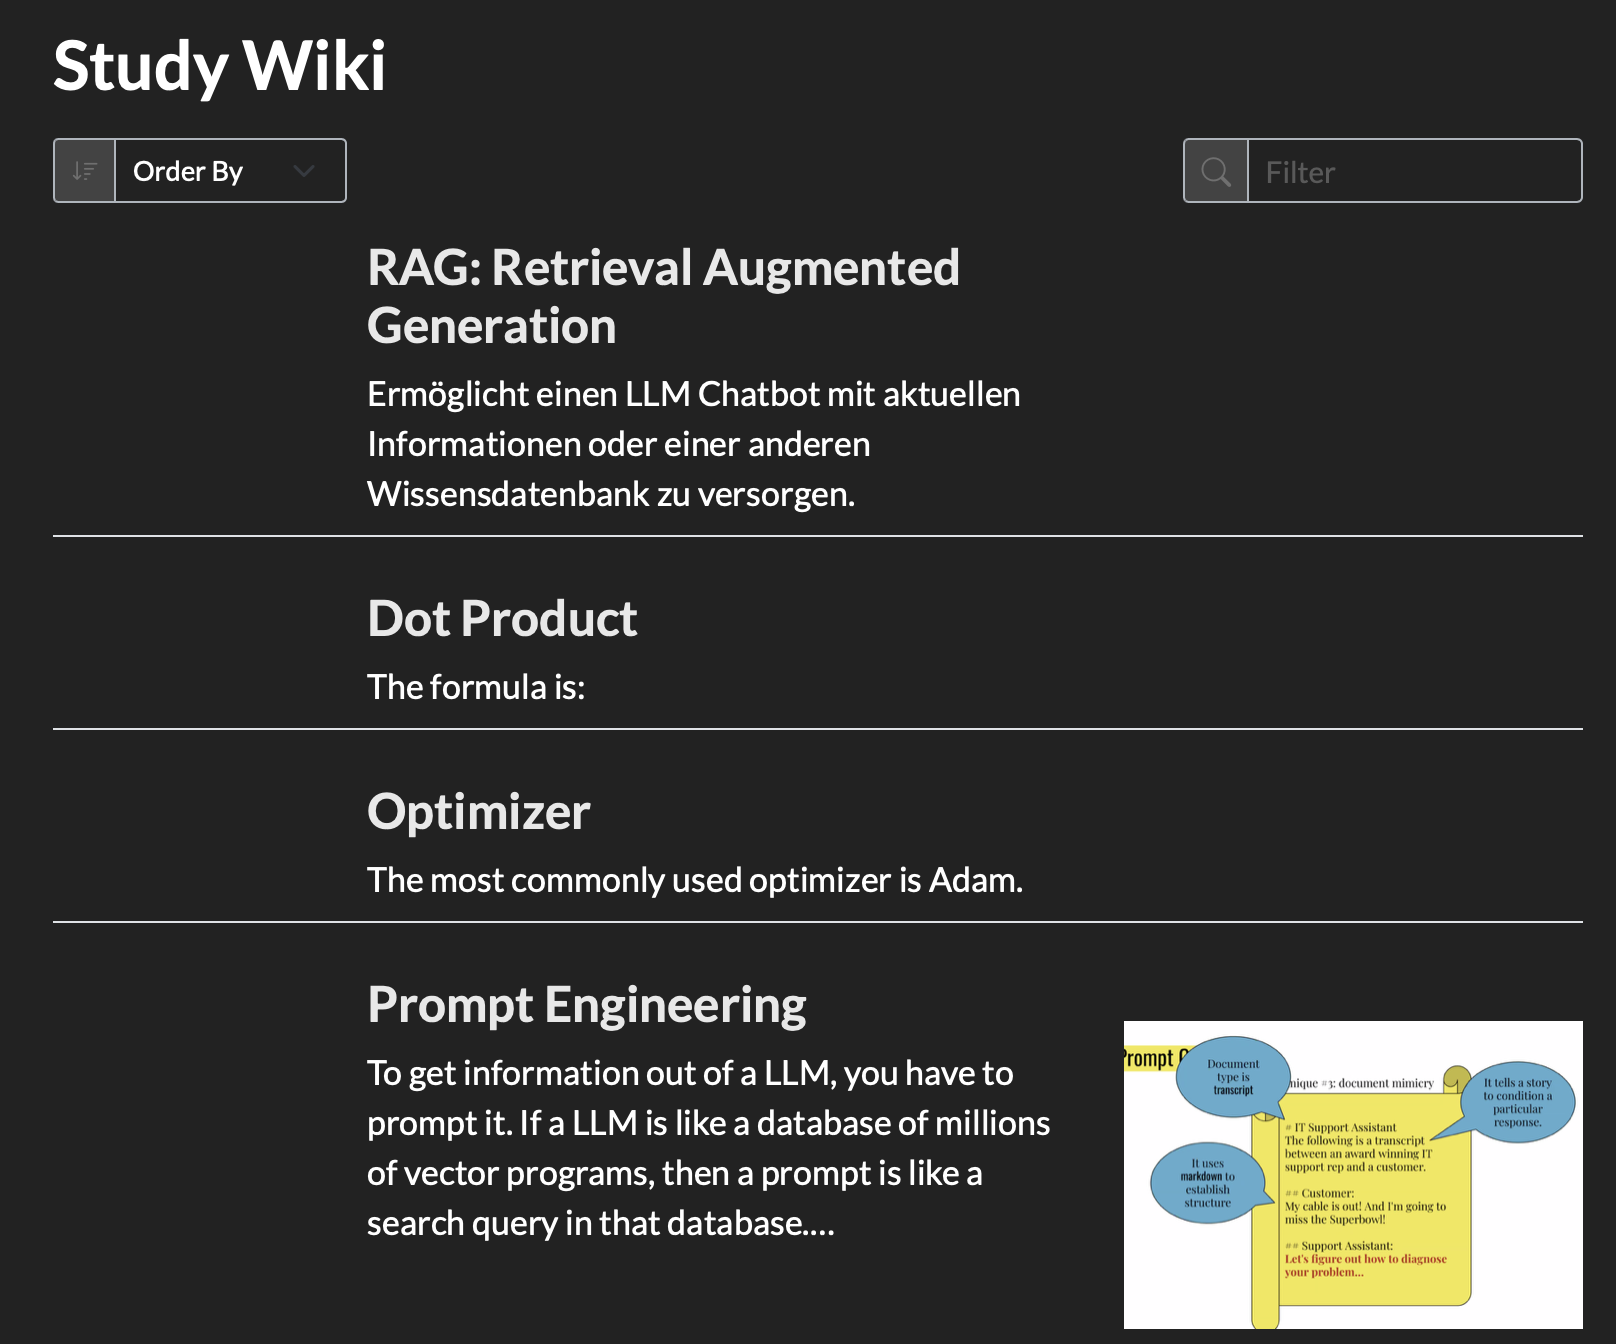 Study Wiki
Order By
Filter
RAG: Retrieval Augmented
Generation
Ermöglicht einen LLM Chatbot mit aktuellen
Informationen oder einer anderen
Wissensdatenbank zu versorgen.
Dot Product
The formula is:
Optimizer
The most commonly used optimizer is Adam.
Prompt Engineering
To get information out of a LLM, you have to
prompt it. If a LLM is like a database of millions
of vector programs, then a prompt is like a
search query in that database.…
Prompt
Document
type is
transcript
nique #3: document mimicry
It tells a story
to condition a
particular
response.
# IT Support Assistant
The following is a transcript
between an award winning IT
support rep and a customer.
It uses
markdown to
establish
structure
## Customer:
My cable is out! And I'm going to
miss the Superbowl!
## Support Assistant:
Let's figure out how to diagnose
your problem...